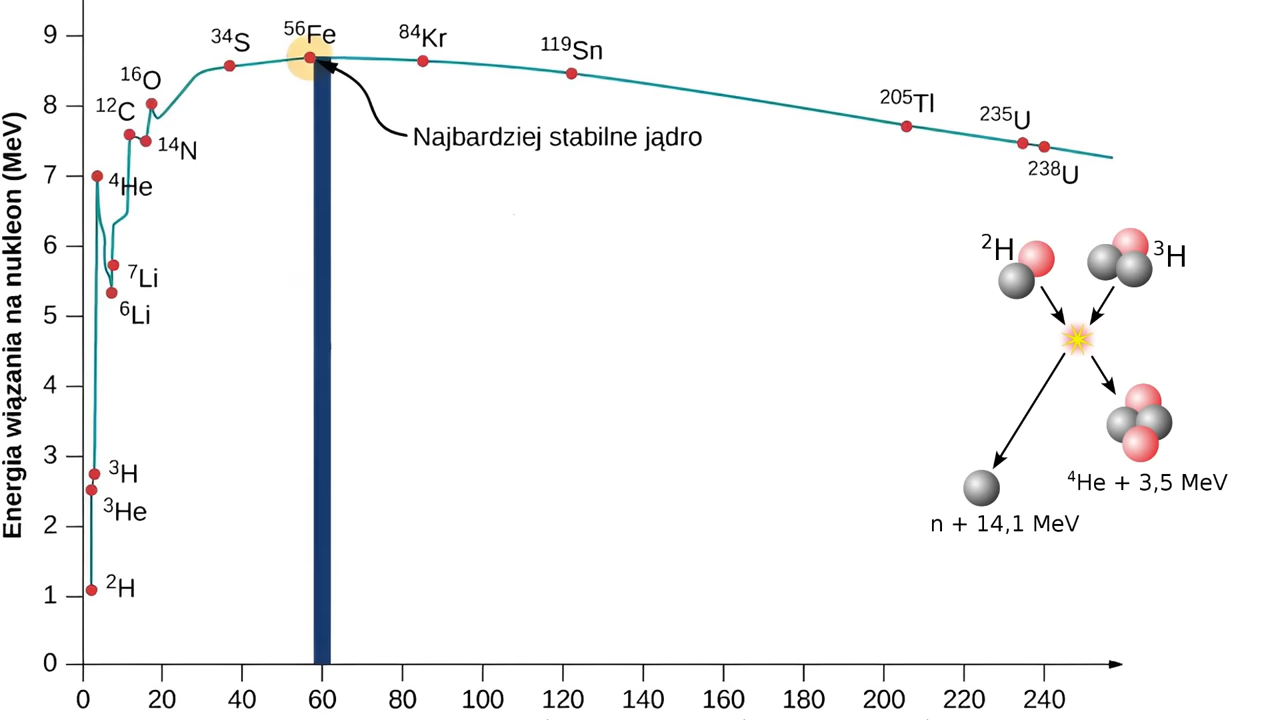 Energia wiązania na nukleon (MeV)
9
8
7
6
5
4
3
2
1
0
0 20 40 60 80 100 120 140 160 180 200 220 240
³⁴S
⁵⁶Fe
⁸⁴Kr
¹¹⁹Sn
¹⁶O
¹²C
¹⁴N
²⁰⁵Tl
²³⁵U
²³⁸U
Najbardziej stabilne jądro
⁴He
⁷Li
⁶Li
³H
³He
²H
²H
³H
⁴He + 3,5 MeV
n + 14,1 MeV